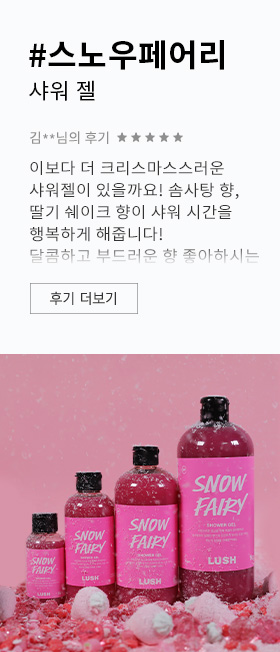 #스노우페어리
샤워 젤
김**님의 후기 ★★★★★
이보다 더 크리스마스스러운
샤워젤이 있을까요! 솜사탕 향,
딸기 쉐이크 향이 샤워 시간을
행복하게 해줍니다!
달콤하고 부드러운 향 좋아하시는
후기 더보기
SNOW
FAIRY
SHOWER GEL
LUSH
SNOW
FAIRY
SHOWER GEL
LUSH
SNOW
FAIRY
LUSH
SNOW
FAIRY
LUSH